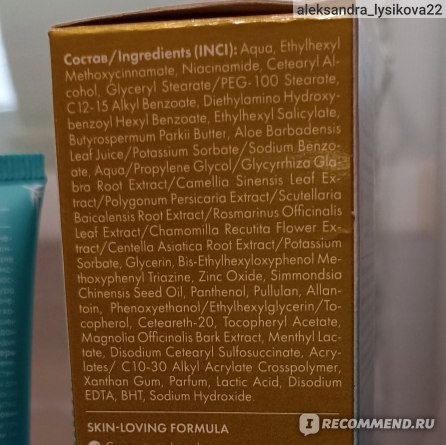 aleksandra_lysikova22
Состав/Ingredients (INCI): Aqua, Ethylhexyl
Methoxycinnamate, Niacinamide, Cetearyl Al-
cohol, Glyceryl Stearate/PEG-100 Stearate,
C12-15 Alkyl Benzoate, Diethylamino Hydroxy-
benzoyl Hexyl Benzoate, Ethylhexyl Salicylate,
Butyrospermum Parkii Butter, Aloe Barbadensis
Leaf Juice/Potassium Sorbate/Sodium Benzo-
ate, Aqua/Propylene Glycol/Glycyrrhiza Gla-
bra Root Extract/Camellia Sinensis Leaf Ex-
tract/Polygonum Persicaria Extract/Scutellaria
Baicalensis Root Extract/Rosmarinus Officinalis
Leaf Extract/Chamomilla Recutita Flower Ex-
tract/Centella Asiatica Root Extract/Potassium
Sorbate, Glycerin, Bis-Ethylhexyloxyphenol Me-
thoxyphenyl Triazine, Zinc Oxide, Simmondsia
Chinensis Seed Oil, Panthenol, Pullulan, Allan-
toin, Phenoxyethanol/Ethylhexylglycerin/To-
copherol, Ceteareth-20, Tocopheryl Acetate,
Magnolia Officinalis Bark Extract, Menthyl Lac-
tate, Disodium Cetearyl Sulfosuccinate, Acry-
lates/ C10-30 Alkyl Acrylate Crosspolymer,
Xanthan Gum, Parfum, Lactic Acid, Disodium
EDTA, BHT, Sodium Hydroxide.
SKIN-LOVING FORMULA
I RECOMMEND.RU